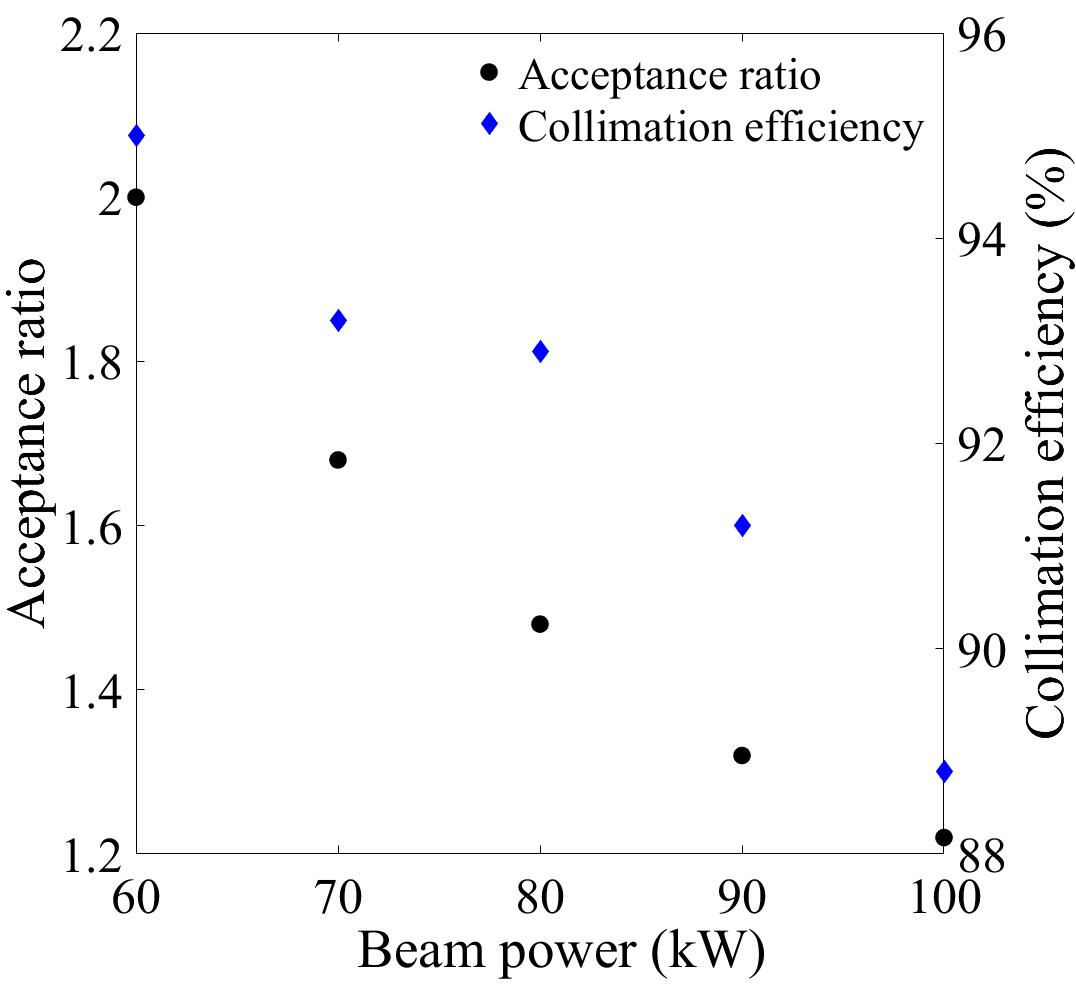 Acceptance ratio
Collimation efficiency
2.2
2
1.8
1.6
1.4
1.2
Acceptance ratio
96
94
92
90
88
Collimation efficiency (%)
60 70 80 90 100
Beam power (kW)